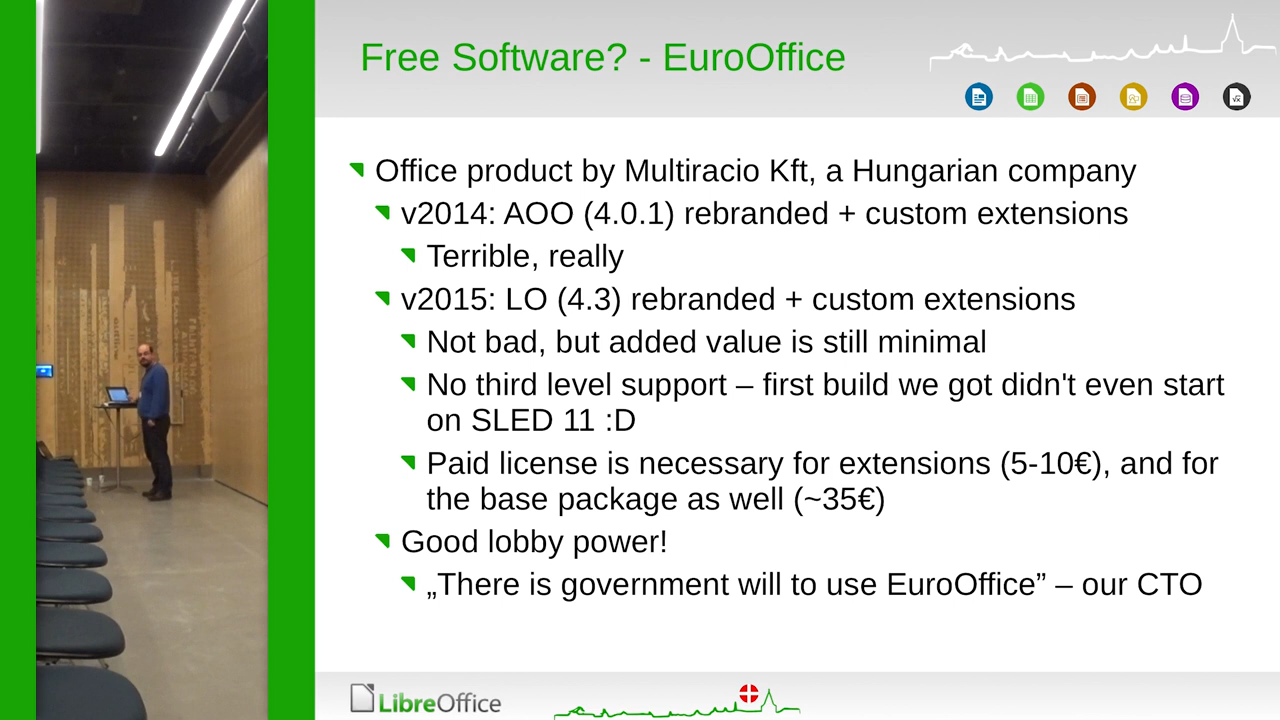 Free Software? - EuroOffice
Office product by Multiracio Kft, a Hungarian company
v2014: AOO (4.0.1) rebranded + custom extensions
Terrible, really
v2015: LO (4.3) rebranded + custom extensions
Not bad, but added value is still minimal
No third level support – first build we got didn't even start
on SLED 11 :D
Paid license is necessary for extensions (5-10€), and for
the base package as well (~35€)
Good lobby power!
„There is government will to use EuroOffice” – our CTO
LibreOffice